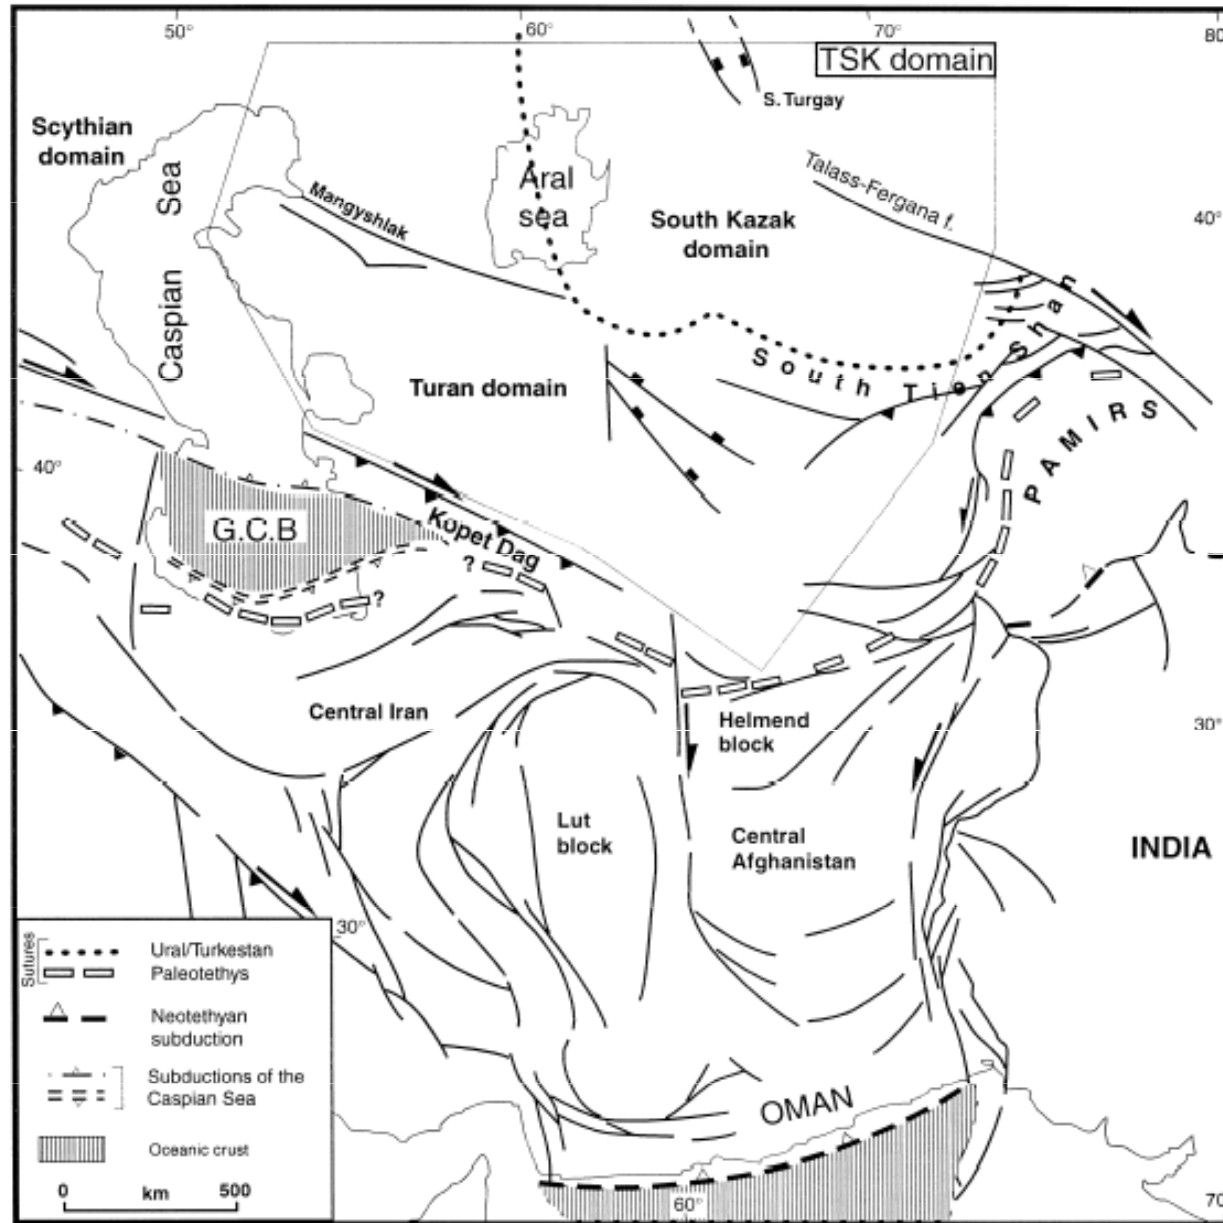 50°
60°
70°
80
TSK domain
S. Turgay
Scythian
domain
Caspian Sea
Mangyshlak
Aral
sea
South Kazak
domain
Talass-Fergana f.
40°
South Tien Shan
Turan domain
PAMIRS
40°
G.C.B
Kopet Dag
?
?
Central Iran
Helmend
block
30°
Lut
block
Central
Afghanistan
INDIA
30°
OMAN
60°
70
Sutures
Ural/Turkestan
Paleotethys
Neotethyan
subduction
Subductions of the
Caspian Sea
Oceanic crust
0 km 500